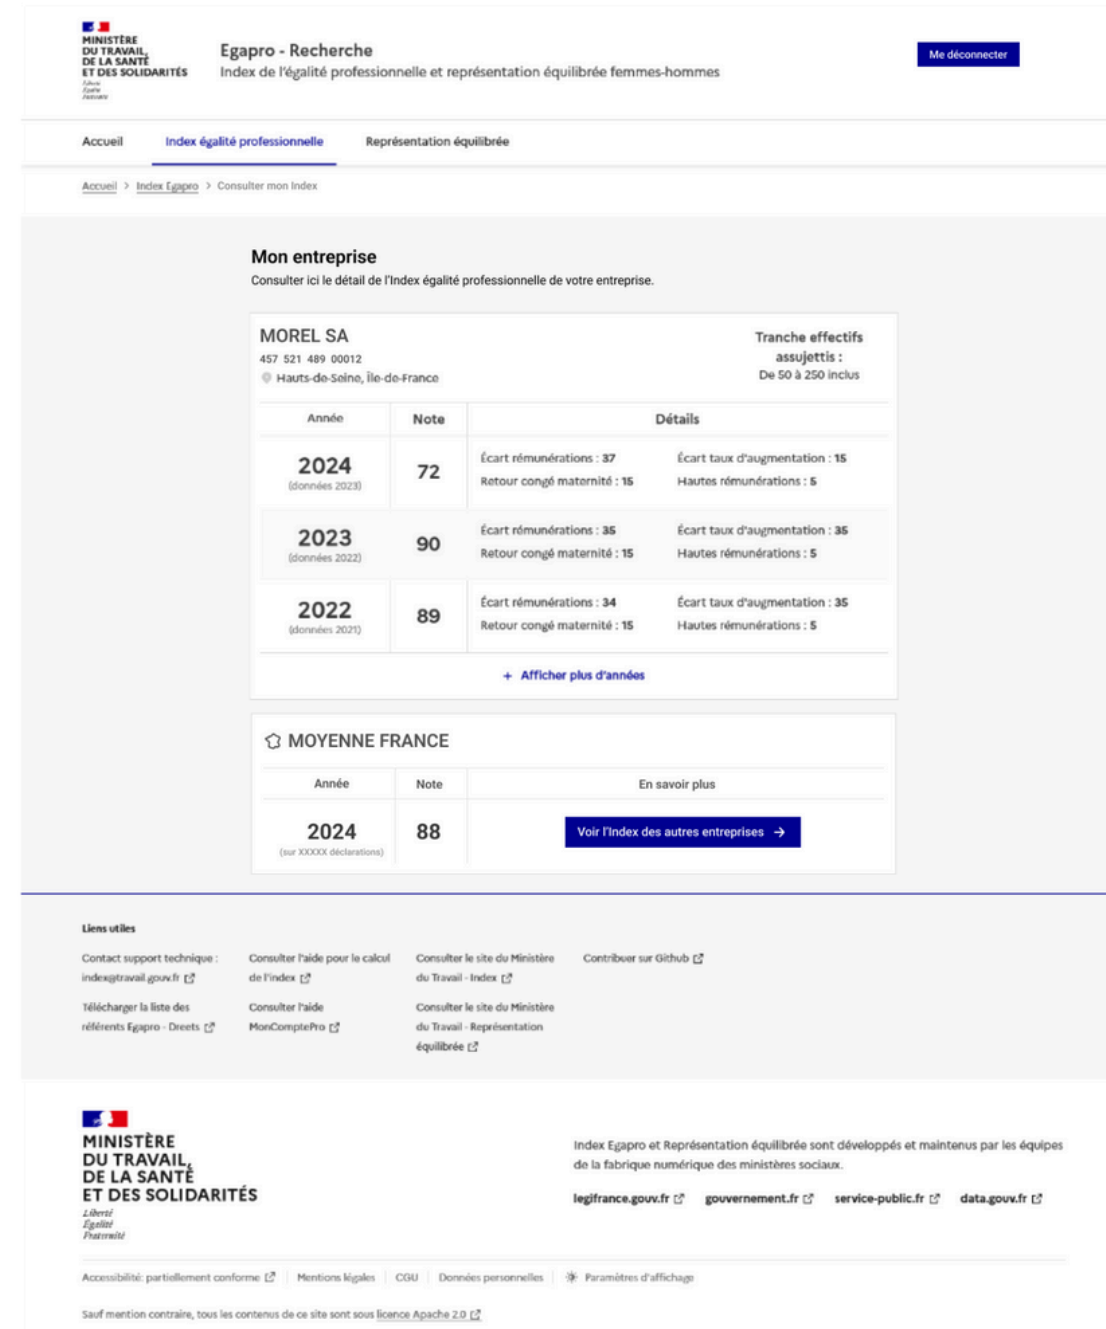 MINISTÈRE
DU TRAVAIL,
DE LA SANTÉ
ET DES SOLIDARITÉS
Liberté
Égalité
Fraternité
Egapro - Recherche
Index de l'égalité professionnelle et représentation équilibrée femmes-hommes
Me déconnecter
Accueil Index égalité professionnelle Représentation équilibrée
Accueil > Index Egapro > Consulter mon Index
Mon entreprise
Consulter ici le détail de l'Index égalité professionnelle de votre entreprise.
MOREL SA
457 521 489 00012
Hauts-de-Seine, Île-de-France
Tranche effectifs
assujettis :
De 50 à 250 inclus
Année Note Détails
2024
(données 2023)
72
Écart rémunérations : 37 Écart taux d'augmentation : 15
Retour congé maternité : 15 Hautes rémunérations : 5
2023
(données 2022)
90
Écart rémunérations : 35 Écart taux d'augmentation : 35
Retour congé maternité : 15 Hautes rémunérations : 5
2022
(données 2021)
89
Écart rémunérations : 34 Écart taux d'augmentation : 35
Retour congé maternité : 15 Hautes rémunérations : 5
+ Afficher plus d'années
MOYENNE FRANCE
Année Note En savoir plus
2024
(sur XXXXX déclarations)
88
Voir l'Index des autres entreprises →
Liens utiles
Contact support technique :
index@travail.gouv.fr
Télécharger la liste des
référents Egapro - Dreets
Consulter l'aide pour le calcul
de l'index
Consulter l'aide
MonComptePro
Consulter le site du Ministère
du Travail - Index
Consulter le site du Ministère
du Travail - Représentation
équilibrée
Contribuer sur Github
MINISTÈRE
DU TRAVAIL,
DE LA SANTÉ
ET DES SOLIDARITÉS
Liberté
Égalité
Fraternité
Index Egapro et Représentation équilibrée sont développés et maintenus par les équipes
de la fabrique numérique des ministères sociaux.
legifrance.gouv.fr gouvernement.fr service-public.fr data.gouv.fr
Accessibilité: partiellement conforme Mentions légales CGU Données personnelles Paramètres d'affichage
Sauf mention contraire, tous les contenus de ce site sont sous licence Apache 2.0